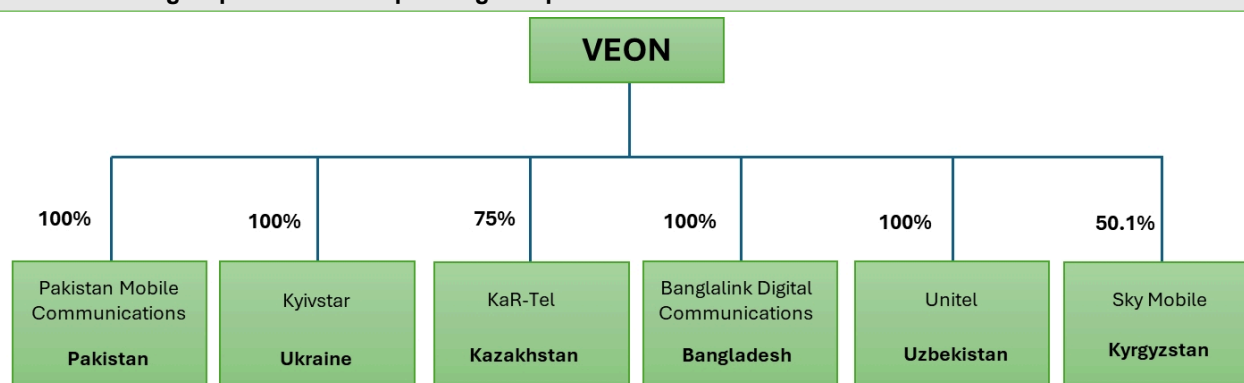 VEON
100%
100%
75%
100%
100%
50.1%
Pakistan Mobile
Communications
Pakistan
Kyivstar
Ukraine
KaR-Tel
Kazakhstan
Banglalink Digital
Communications
Bangladesh
Unitel
Uzbekistan
Sky Mobile
Kyrgyzstan